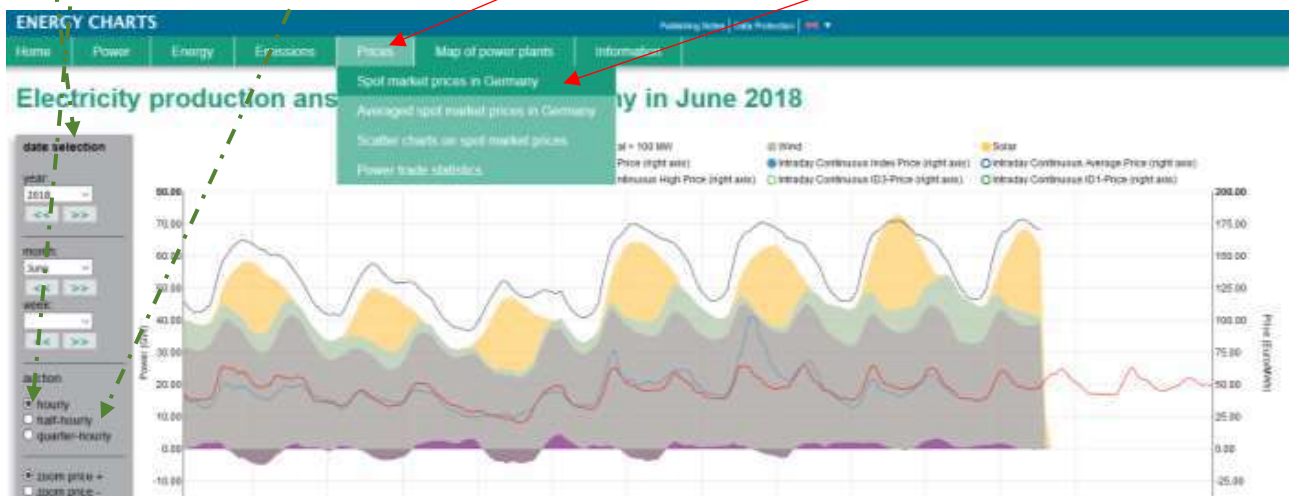 ENERGY CHARTS
Publishing Notes | Data Protection |
Home Power Energy Emissions Prices Map of power plants Information
Spot market prices in Germany
Averaged spot market prices in Germany
Scatter charts on spot market prices
Power trade statistics
Electricity production ans ny in June 2018
date selection
year:
2018
<< >>
month:
June
<< >>
week:
<< >>
auction
hourly
half-hourly
quarter-hourly
zoom price +
zoom price -
al > 100 MW Wind Solar
Price (right axis) Intraday Continuous Index Price (right axis) Intraday Continuous Average Price (right axis)
High Price (right axis) Intraday Continuous ID3-Price (right axis) Intraday Continuous ID1-Price (right axis)
Power (GW)
70.00
60.00
50.00
40.00
30.00
20.00
10.00
0.00
-10.00
200.00
175.00
150.00
125.00
100.00
75.00
50.00
25.00
0.00
-25.00
Price (Euro/MWh)